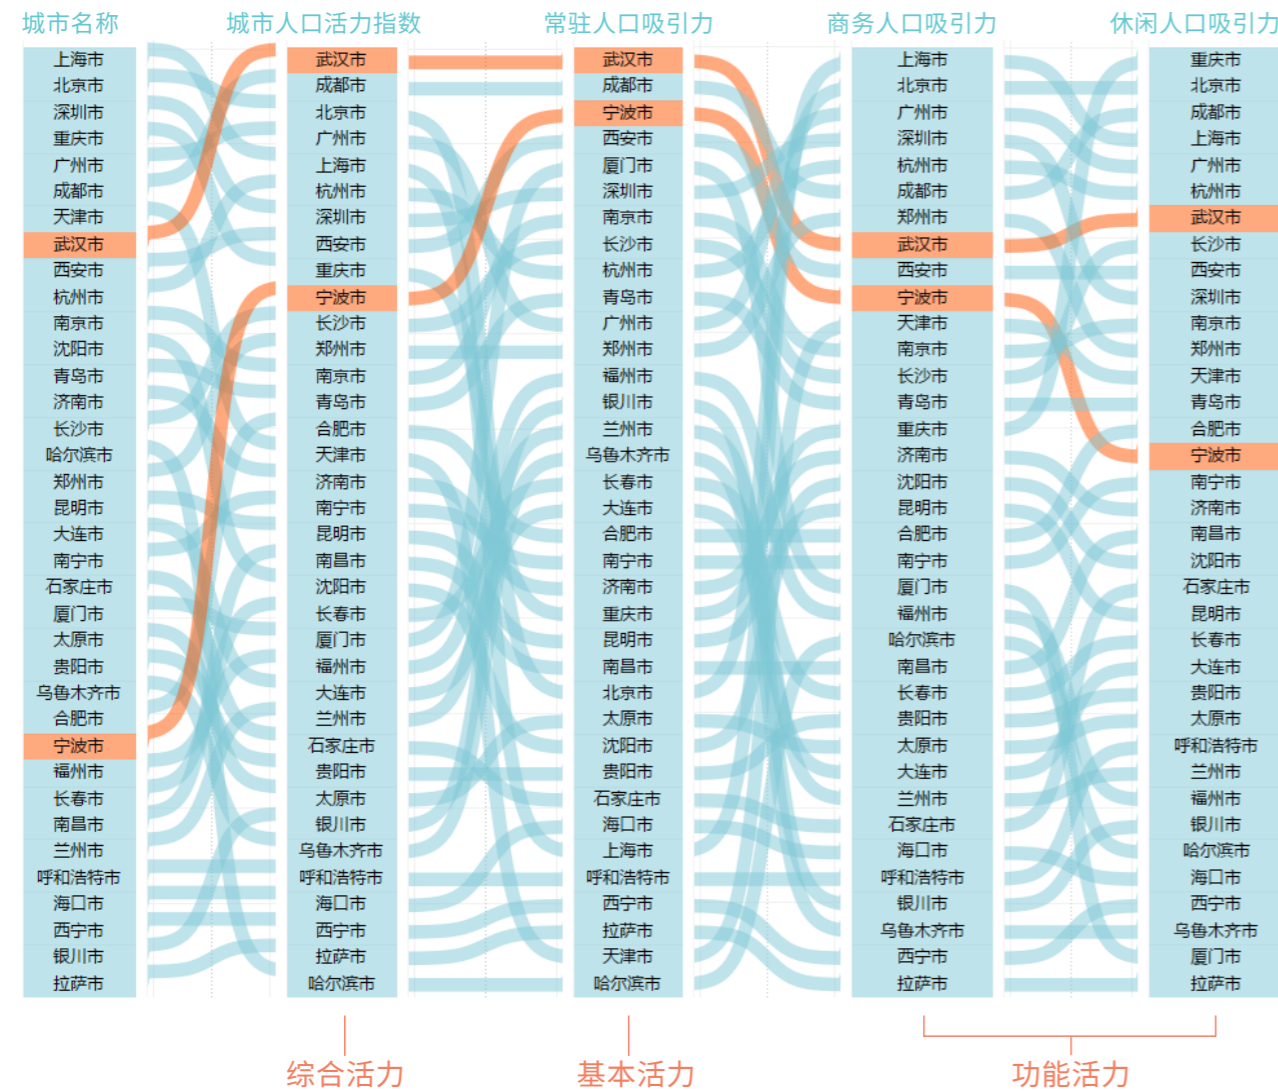 城市名称 城市人口活力指数 常驻人口吸引力 商务人口吸引力 休闲人口吸引力
上海市 武汉市 武汉市 上海市 重庆市
北京市 成都市 成都市 北京市 北京市
深圳市 北京市 宁波市 广州市 成都市
重庆市 广州市 西安市 深圳市 上海市
广州市 上海市 厦门市 杭州市 广州市
成都市 杭州市 深圳市 成都市 杭州市
天津市 深圳市 南京市 郑州市 武汉市
武汉市 西安市 长沙市 武汉市 长沙市
西安市 重庆市 杭州市 西安市 西安市
杭州市 宁波市 青岛市 宁波市 深圳市
南京市 长沙市 广州市 天津市 南京市
沈阳市 郑州市 郑州市 南京市 郑州市
青岛市 南京市 福州市 长沙市 天津市
济南市 青岛市 银川市 青岛市 青岛市
长沙市 合肥市 兰州市 重庆市 合肥市
哈尔滨市 天津市 乌鲁木齐市 济南市 宁波市
郑州市 济南市 长春市 沈阳市 南宁市
昆明市 南宁市 大连市 昆明市 济南市
大连市 昆明市 合肥市 合肥市 南昌市
南宁市 南昌市 南宁市 南宁市 沈阳市
石家庄市 沈阳市 济南市 厦门市 石家庄市
厦门市 长春市 重庆市 福州市 昆明市
太原市 厦门市 昆明市 哈尔滨市 长春市
贵阳市 福州市 南昌市 南昌市 大连市
乌鲁木齐市 大连市 北京市 长春市 贵阳市
合肥市 兰州市 太原市 贵阳市 太原市
宁波市 石家庄市 沈阳市 太原市 呼和浩特市
福州市 贵阳市 贵阳市 大连市 兰州市
长春市 太原市 石家庄市 兰州市 福州市
南昌市 银川市 海口市 石家庄市 银川市
兰州市 乌鲁木齐市 上海市 海口市 哈尔滨市
呼和浩特市 呼和浩特市 呼和浩特市 呼和浩特市 海口市
海口市 海口市 西宁市 银川市 西宁市
西宁市 西宁市 拉萨市 乌鲁木齐市 乌鲁木齐市
银川市 拉萨市 天津市 西宁市 厦门市
拉萨市 哈尔滨市 哈尔滨市 拉萨市 拉萨市
综合活力 基本活力 功能活力